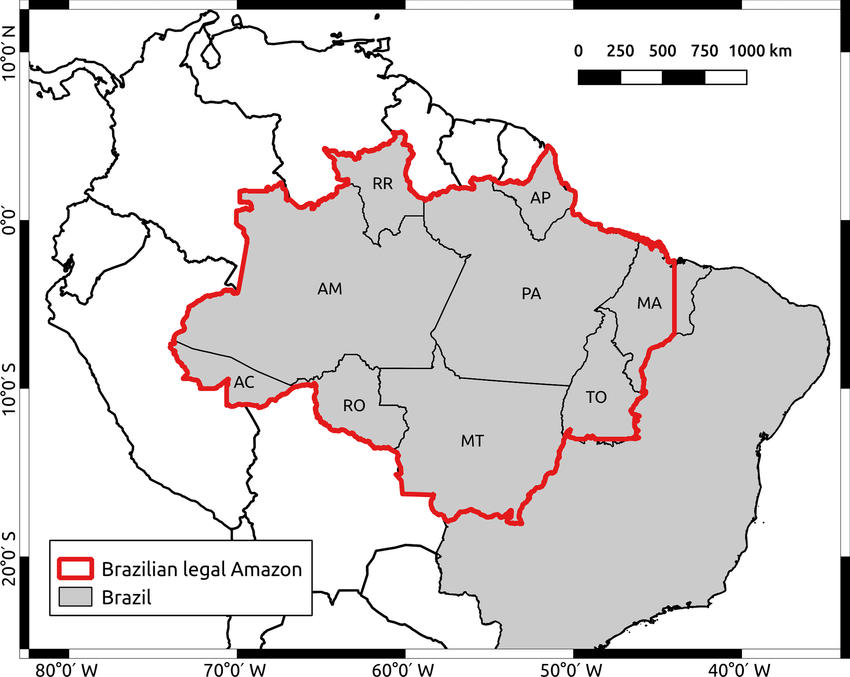 0 250 500 750 1000 km
10°0′ N
RR
AP
0°0′
AM
PA
MA
AC
10°0′ S
RO
TO
MT
20°0′ S
Brazilian legal Amazon
Brazil
80°0′ W 70°0′ W 60°0′ W 50°0′ W 40°0′ W